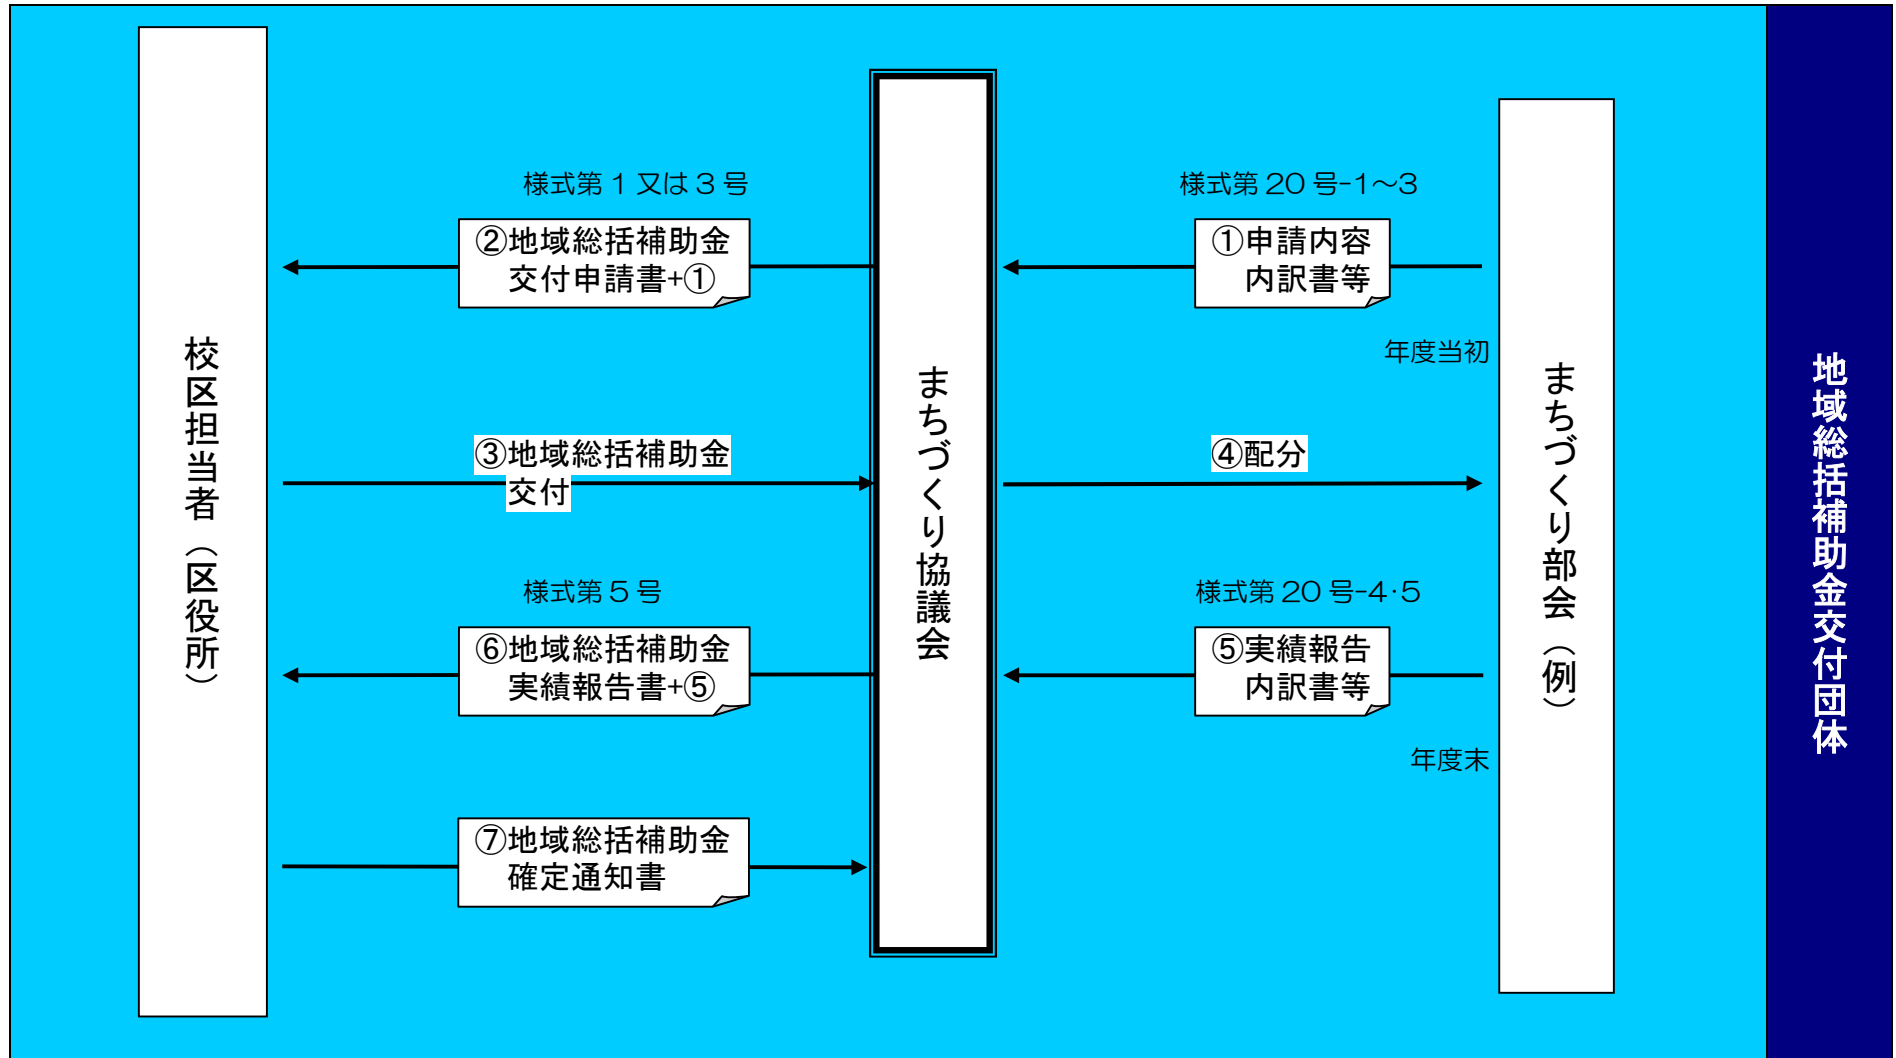 校区担当者（区役所）
様式第１又は３号
②地域総括補助金
交付申請書+①
③地域総括補助金
交付
様式第５号
⑥地域総括補助金
実績報告書+⑤
⑦地域総括補助金
確定通知書
まちづくり協議会
様式第２０号-１～３
①申請内容
内訳書等
年度当初
④配分
様式第２０号-４･５
⑤実績報告
内訳書等
年度末
まちづくり部会（例）
地域総括補助金交付団体